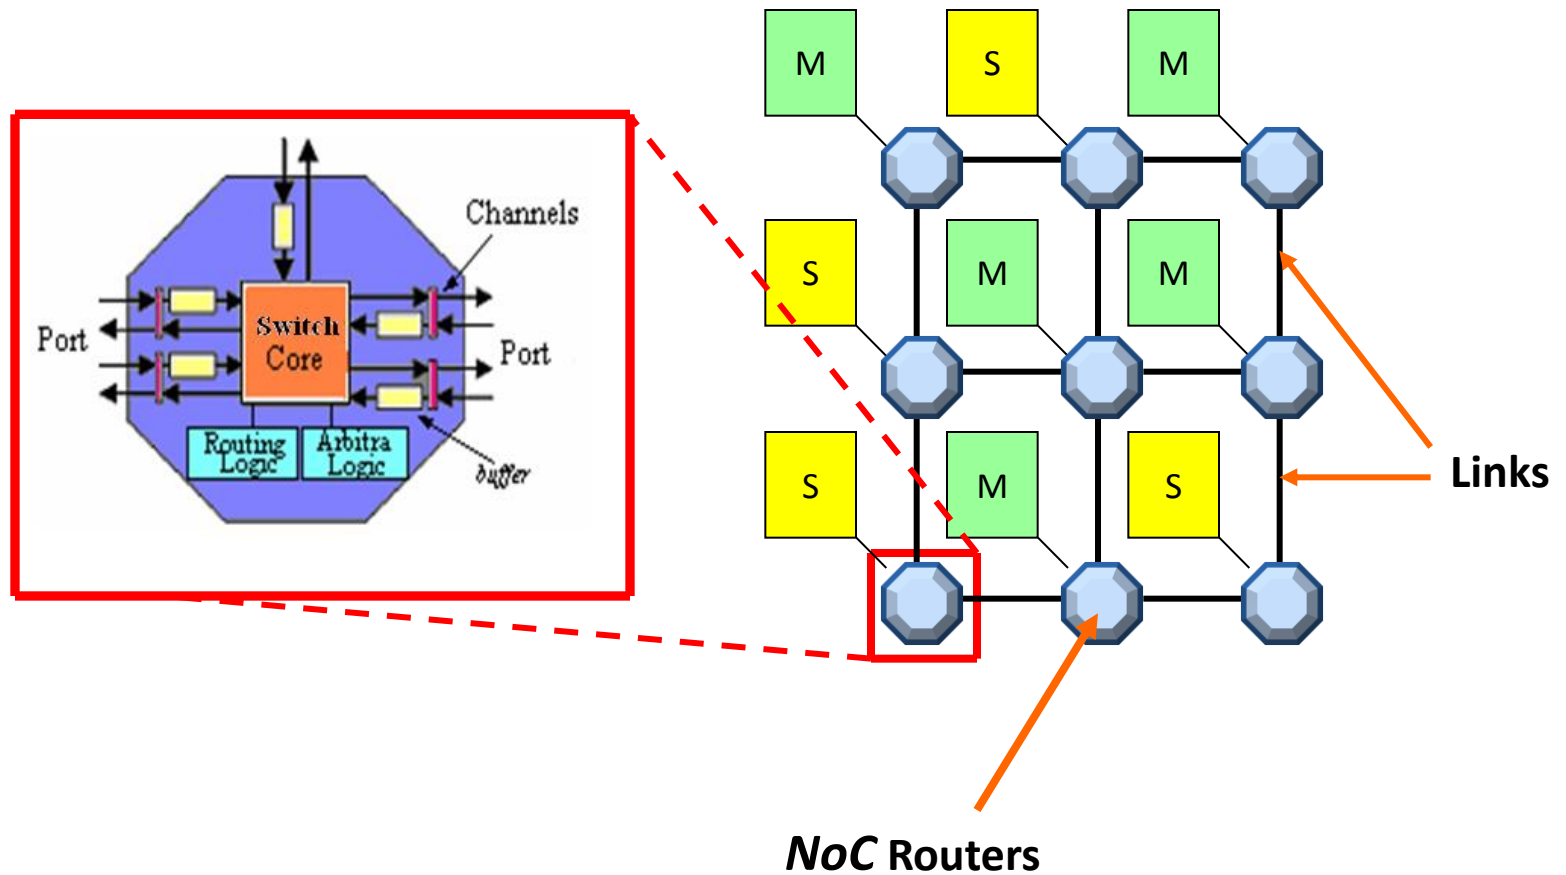 M
S
M
Channels
Port
Switch
Core
Port
Routing
Logic
Arbitra
Logic
buffer
S
M
M
S
M
S
Links
NoC Routers